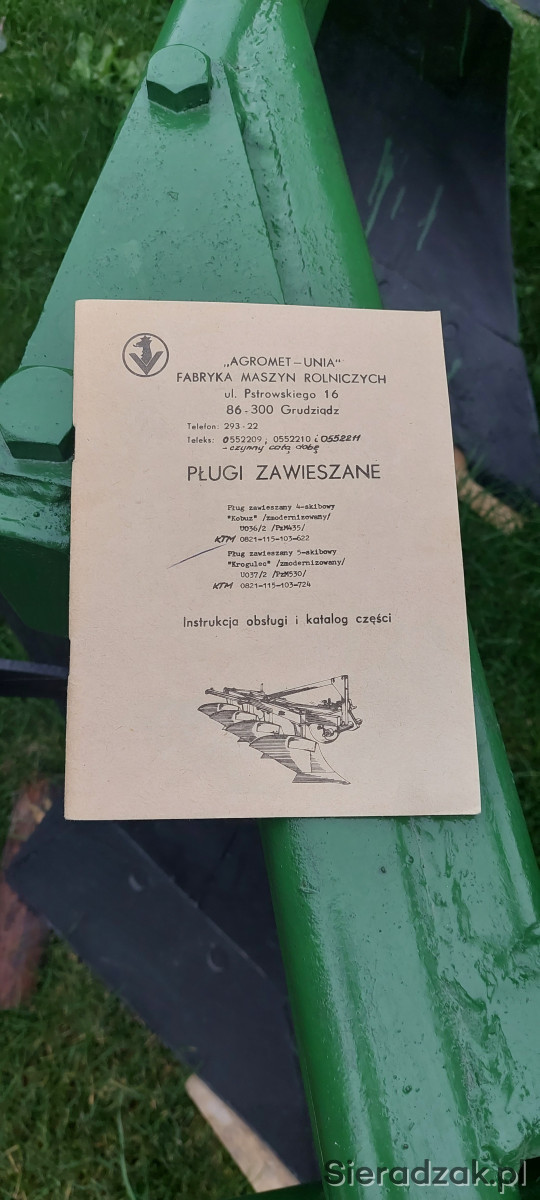 „AGROMET – UNIA"
FABRYKA MASZYN ROLNICZYCH
ul. Pstrowskiego 16
86-300 Grudziądz
Telefon: 293-22
Teleks: 0552209, 0552210 i 0552211
- czynny całą dobę
PŁUGI ZAWIESZANE
Pług zawieszany 4-skibowy
"Kobuz" /zmodernizowany/
U036/2 /PzM435/
KTM 0821-115-103-622
Pług zawieszany 5-skibowy
"Krogulec" /zmodernizowany/
U037/2 /PzM530/
KTM 0821-115-103-724
Instrukcja obsługi i katalog części
Sieradzak.pl